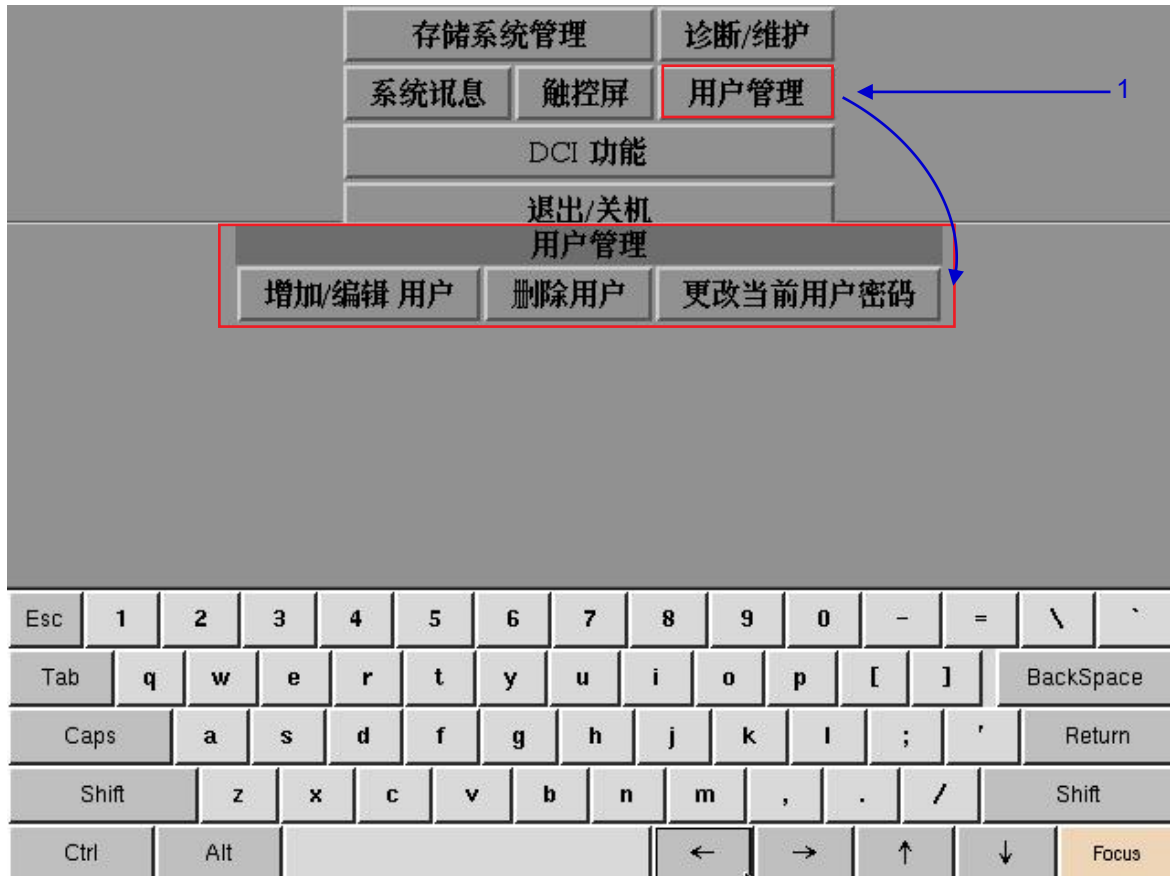 存储系统管理 诊断/维护
系统讯息 触控屏 用户管理 1
DCI 功能
退出/关机
用户管理
增加/编辑 用户 删除用户 更改当前用户密码
Esc 1 2 3 4 5 6 7 8 9 0 - = \ `
Tab q w e r t y u i o p [ ] BackSpace
Caps a s d f g h j k l ; ' Return
Shift z x c v b n m , . / Shift
Ctrl Alt ← → ↑ ↓ Focus